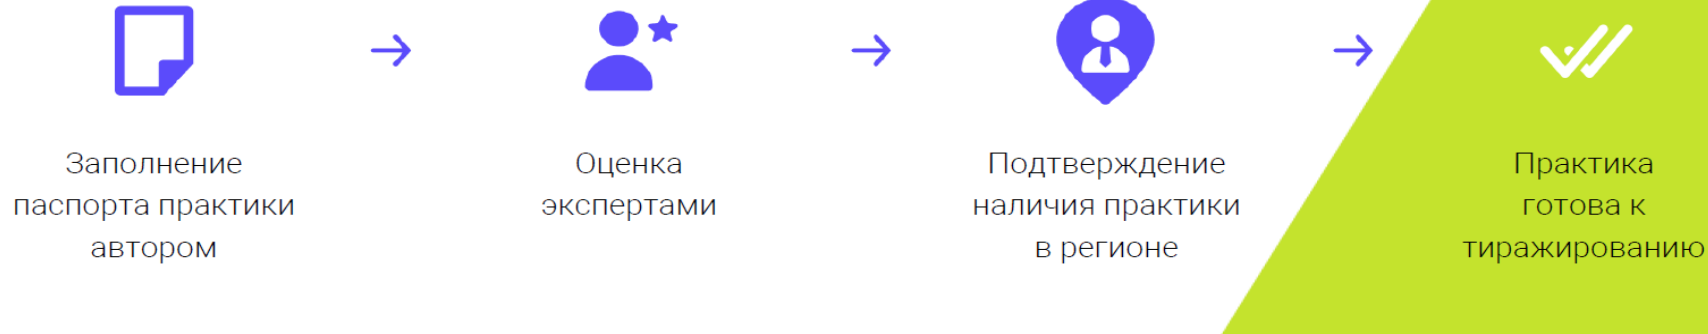 Заполнение
паспорта практики
автором
Оценка
экспертами
Подтверждение
наличия практики
в регионе
Практика
готова к
тиражированию